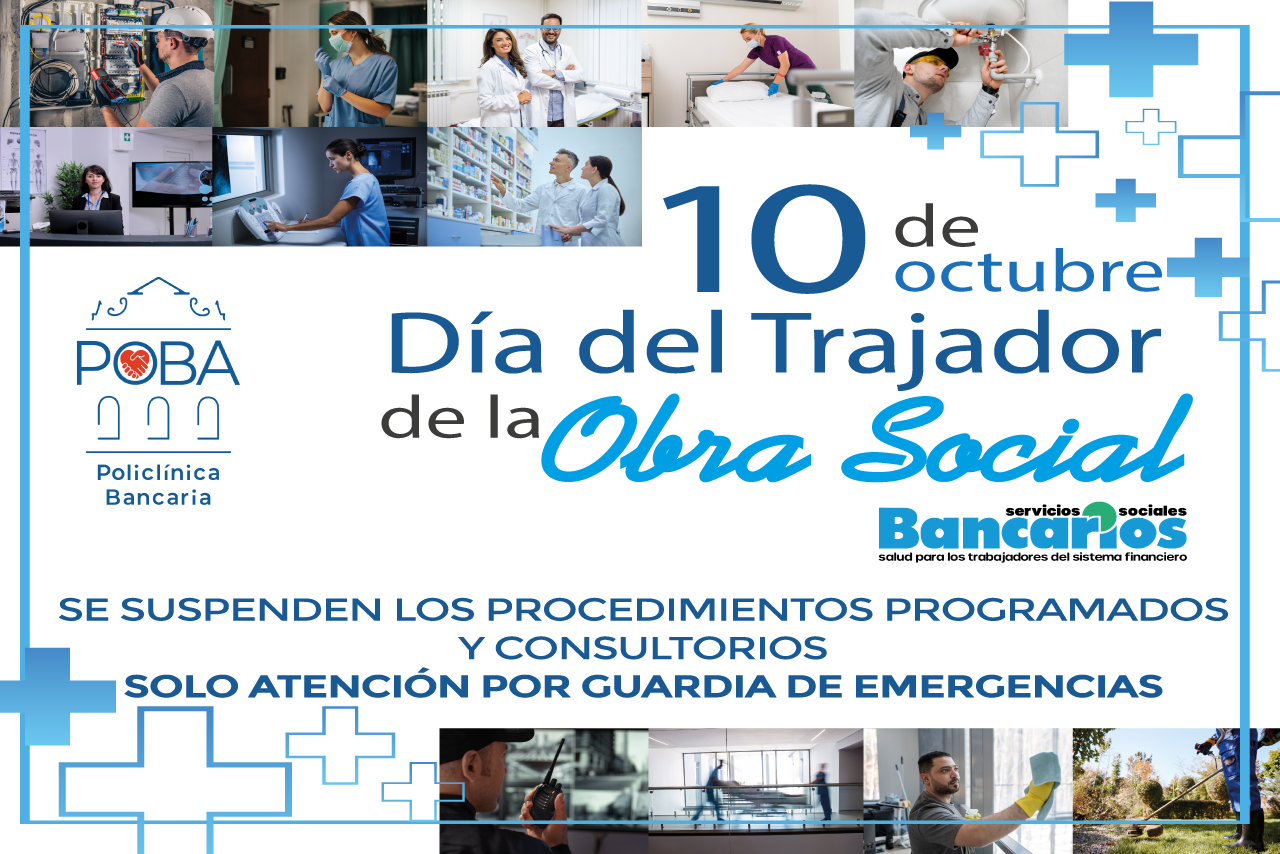 10 de
octubre
Día del Trajador
de la Obra Social
POBA
Policlínica
Bancaria
servicios sociales
Bancarios
salud para los trabajadores del sistema financiero
SE SUSPENDEN LOS PROCEDIMIENTOS PROGRAMADOS
Y CONSULTORIOS
SOLO ATENCIÓN POR GUARDIA DE EMERGENCIAS